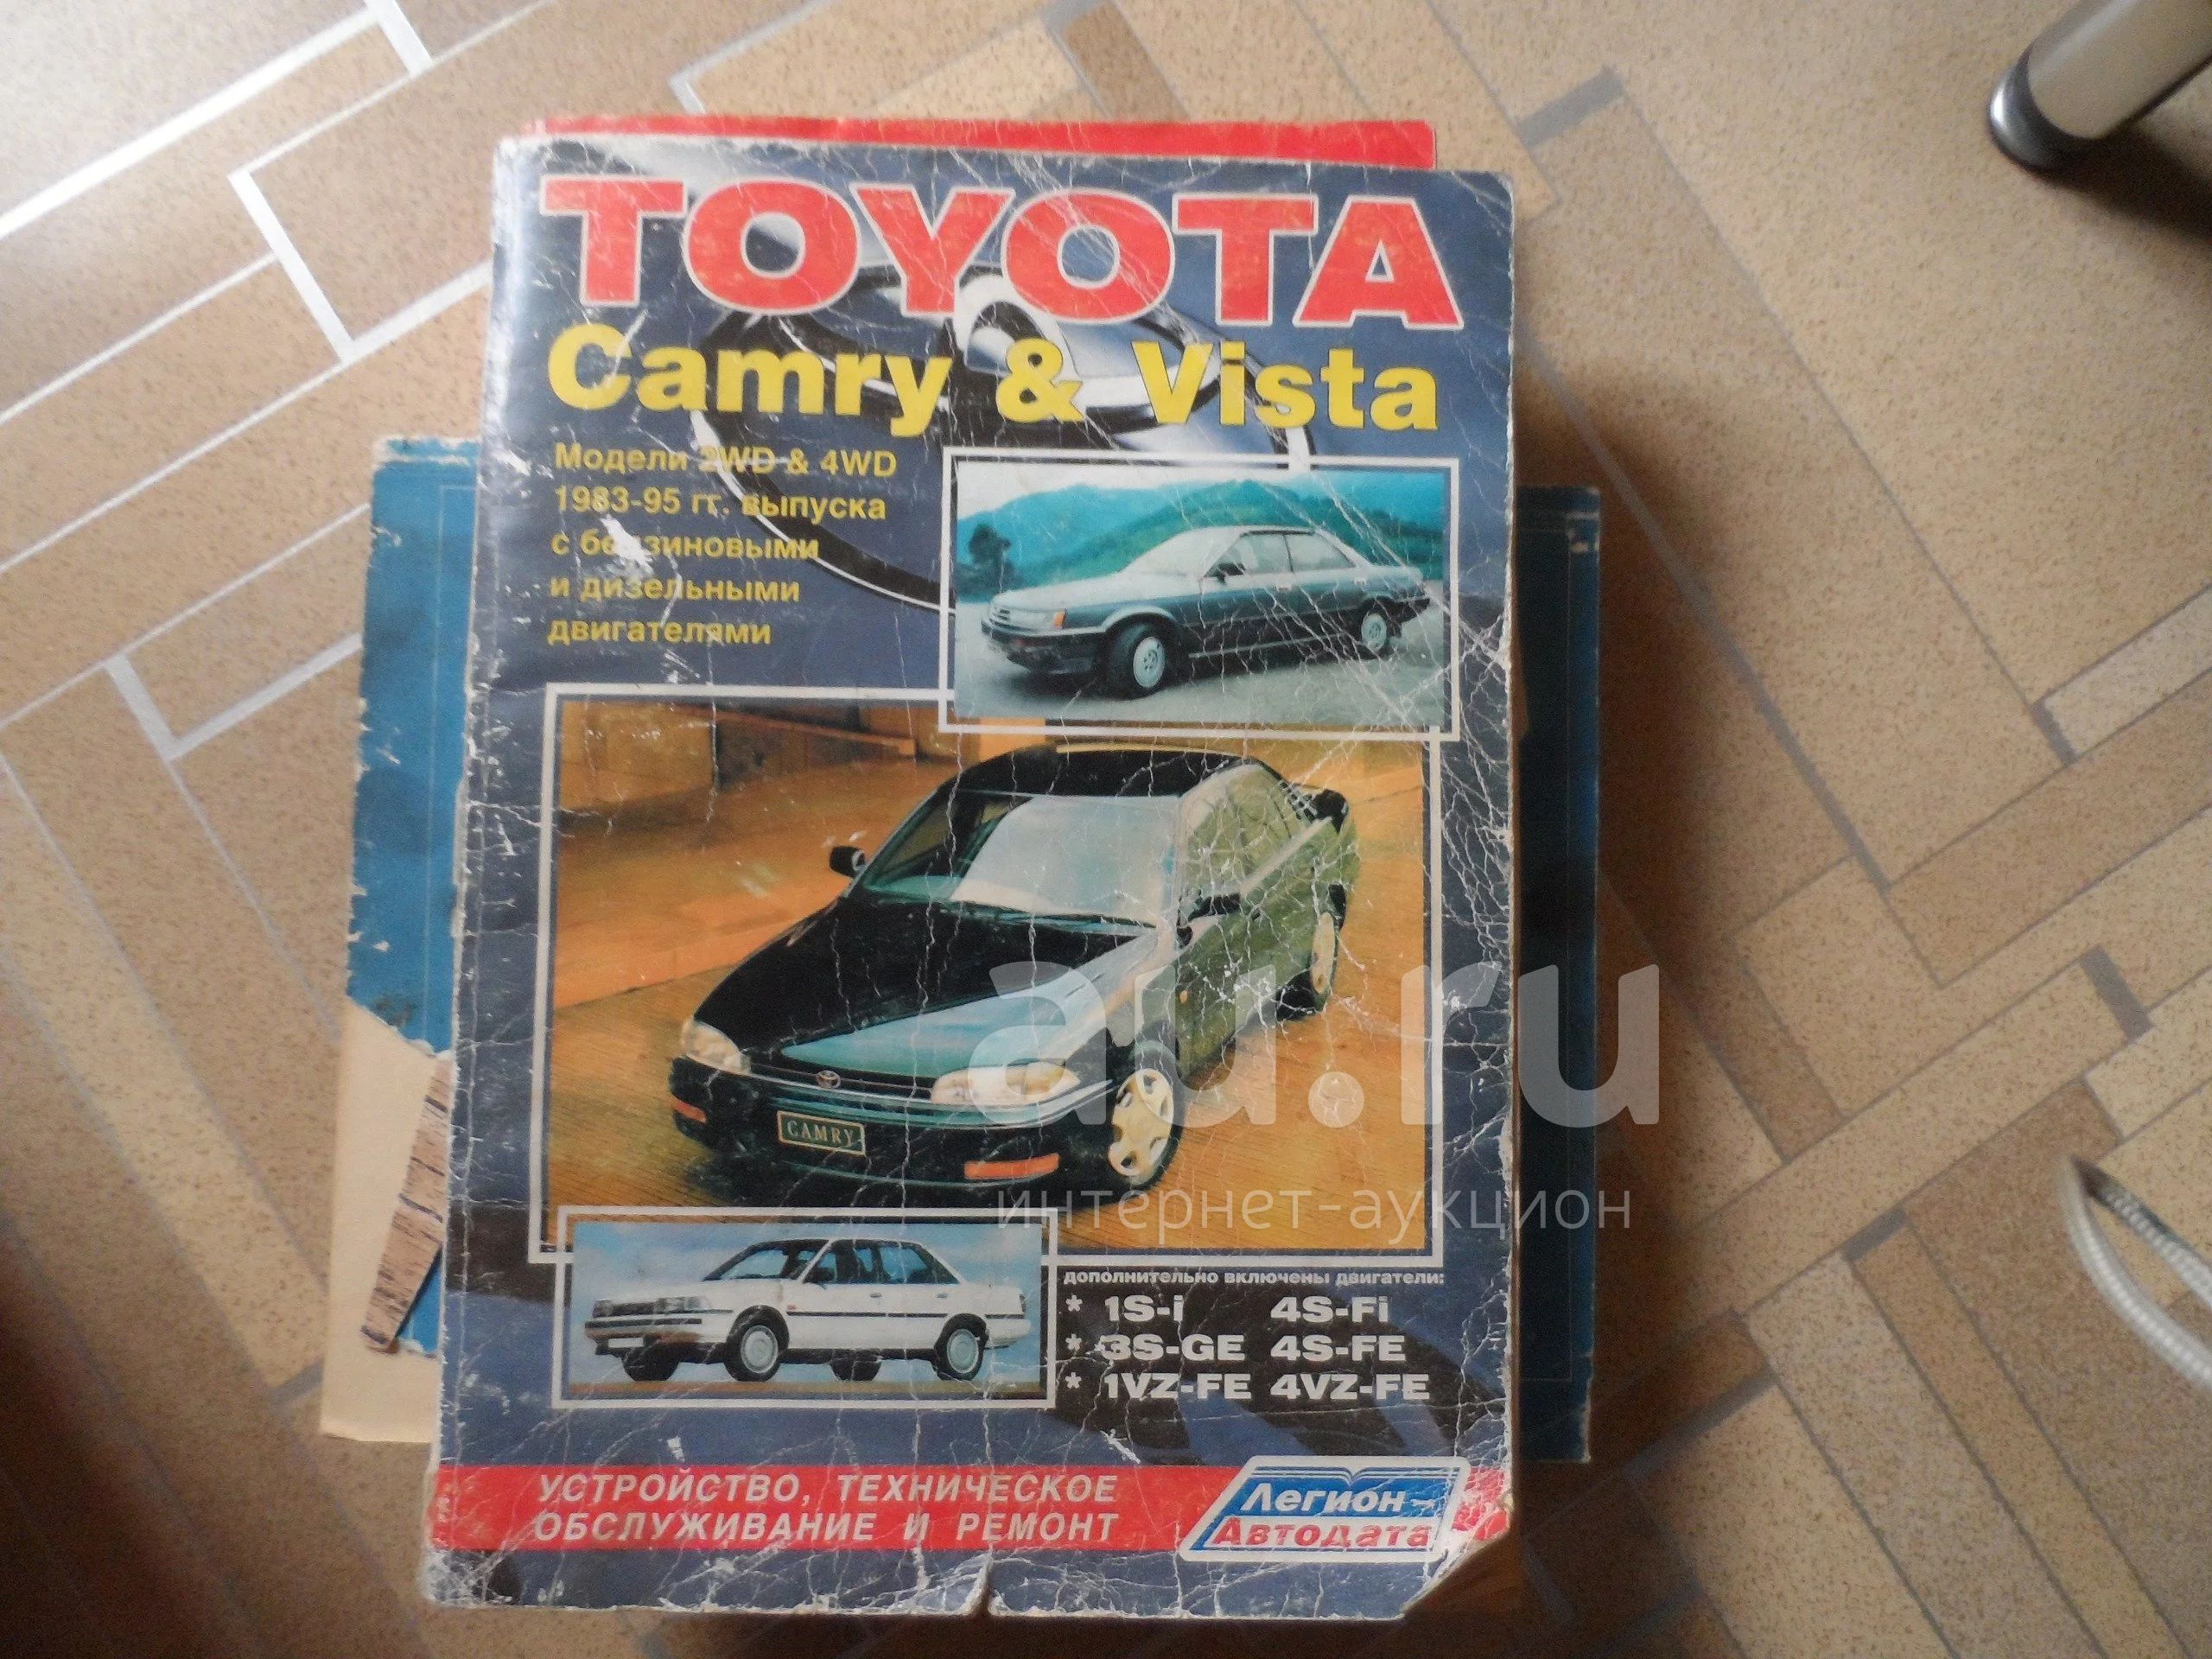 TOYOTA
Camry & Vista
Модели 2WD & 4WD
1983-95 гг. выпуска
с бензиновыми
и дизельными
двигателями
CAMRY
au.ru
интернет-аукцион
дополнительно включены двигатели:
* 1S-i 4S-Fi
* 3S-GE 4S-FE
* 1VZ-FE 4VZ-FE
УСТРОЙСТВО, ТЕХНИЧЕСКОЕ
ОБСЛУЖИВАНИЕ И РЕМОНТ
Легион-
Автодата